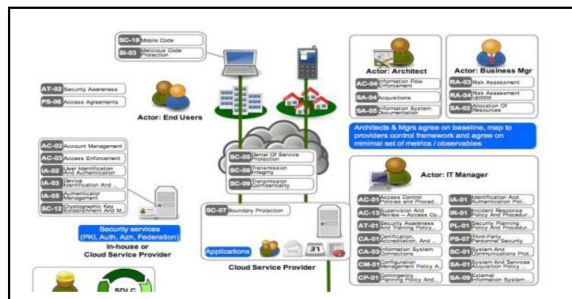 SC-18 Mobile Code
SI-03 Malicious Code
Protection
AT-02 Security Awareness
PS-06 Access Agreements
Actor: End Users
Actor: Architect
AC-04 Information Flow
Enforcement
SA-04 Acquisitions
SA-05 Information System
Documentation
Actor: Business Mgr
RA-03 Risk Assessment
RA-04 Risk Assessment
Update
SA-02 Allocation Of
Resources
Architects & Mgrs agree on baseline, map to
providers control framework and agree on
minimal set of metrics / observables
AC-02 Account Management
AC-03 Access Enforcement
IA-02 User Identification
And Authentication
IA-03 Device
Identification And ...
IA-05 Authenticator
Management
SC-12 Cryptographic Key
Establishment And M...
Security services
(PKI, Auth, Azn, Federation)
In-house or
Cloud Service Provider
SC-05 Denial Of Service
Protection
SC-08 Transmission
Integrity
SC-09 Transmission
Confidentiality
SC-07 Boundary Protection
Applications
31
Cloud Service Provider
Actor: IT Manager
AC-01 Access Control
Policies and Proced...
AC-13 Supervision And
Review -- Access Co...
AT-01 Security Awareness
And Training Policy...
CA-01 Certification,
Accreditation, And ...
CA-03 Information System
Connections
CM-01 Configuration
Management Policy A...
CP-01 Contingency
Planning Policy And...
IA-01 Identification And
Authentication Pol...
IR-01 Incident Response
Policy And Procedur...
PL-01 Security Planning
Policy And Procedur...
PS-07 Third-Party
Personnel Security
SC-01 System And
Communications Prot...
SA-01 System And Services
Acquisition Policy ...
SA-09 External
Information System ...
SDLC